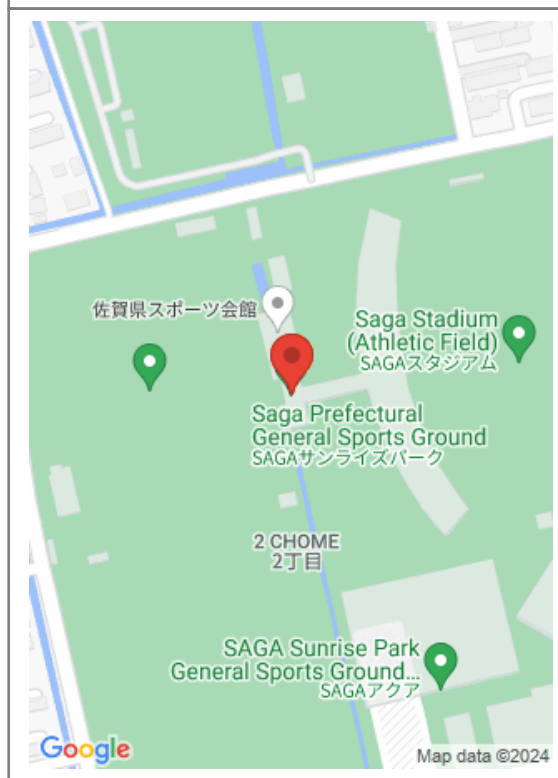 佐賀県スポーツ会館
Saga Stadium
(Athletic Field)
SAGAスタジアム
Saga Prefectural
General Sports Ground
SAGAサンライズパーク
2 CHOME
2丁目
SAGA Sunrise Park
General Sports Ground...
SAGAアクア
Google
Map data ©2024